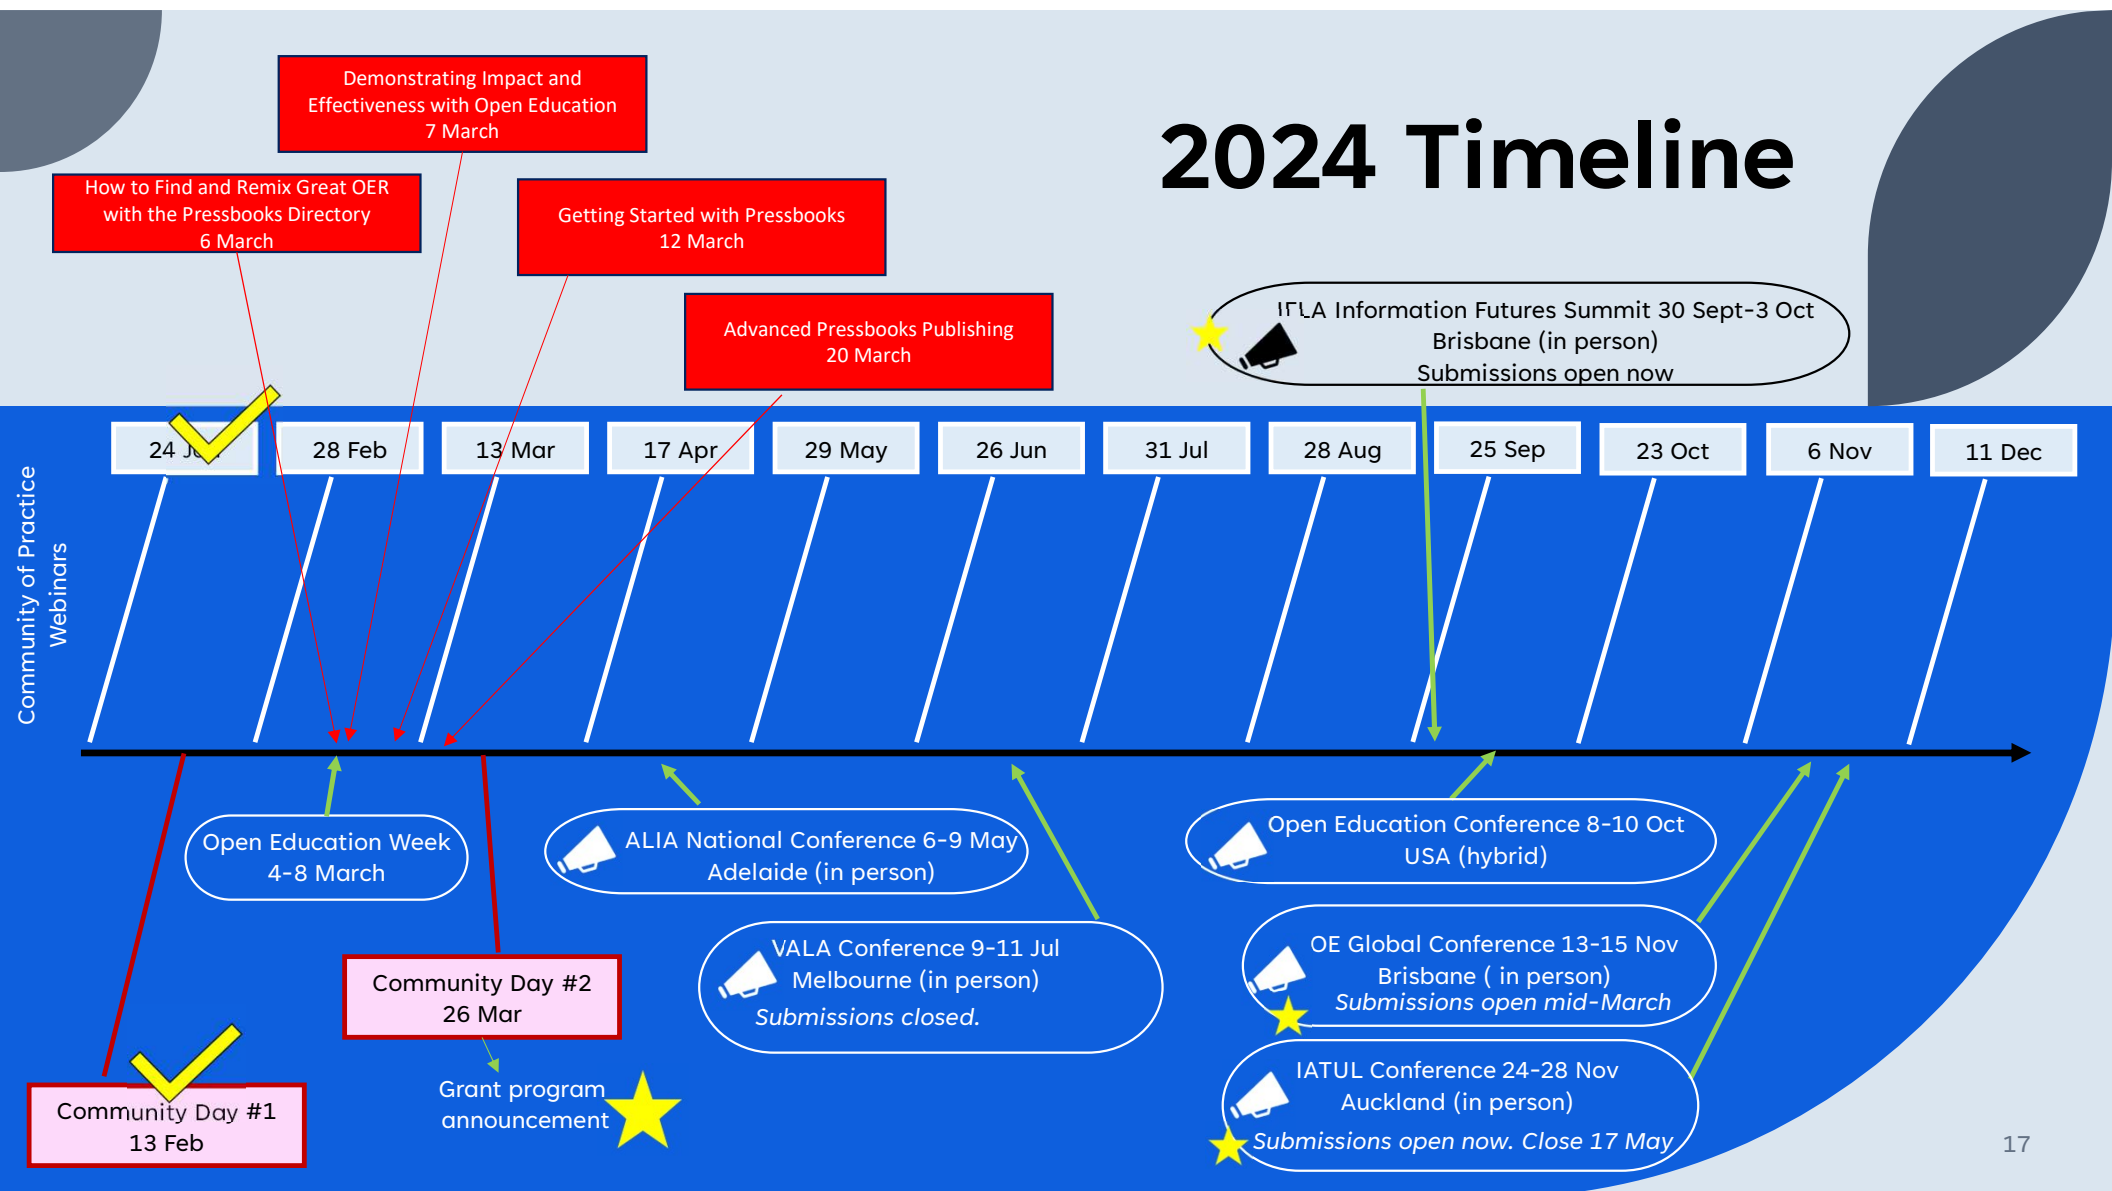 Demonstrating Impact and
Effectiveness with Open Education
7 March
2024 Timeline
How to Find and Remix Great OER
with the Pressbooks Directory
6 March
Getting Started with Pressbooks
12 March
Advanced Pressbooks Publishing
20 March
IFLA Information Futures Summit 30 Sept-3 Oct
Brisbane (in person)
Submissions open now
Community of Practice
Webinars
24 Jan
28 Feb
13 Mar
17 Apr
29 May
26 Jun
31 Jul
28 Aug
25 Sep
23 Oct
6 Nov
11 Dec
Open Education Week
4-8 March
ALIA National Conference 6-9 May
Adelaide (in person)
Open Education Conference 8-10 Oct
USA (hybrid)
VALA Conference 9-11 Jul
Melbourne (in person)
Submissions closed.
OE Global Conference 13-15 Nov
Brisbane ( in person)
Submissions open mid-March
Community Day #2
26 Mar
Grant program
announcement
IATUL Conference 24-28 Nov
Auckland (in person)
Submissions open now. Close 17 May
Community Day #1
13 Feb
17